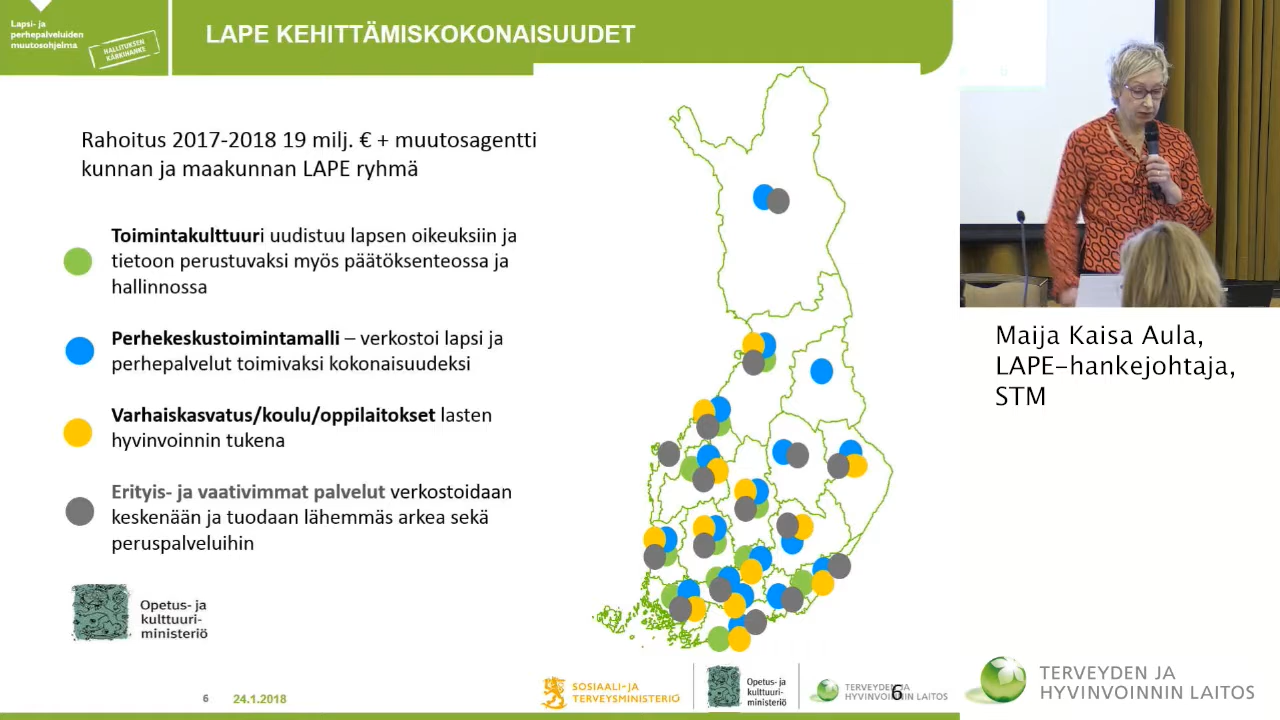 Lapsi- ja
perhepalveluiden
muutosohjelma
HALLITUKSEN
KÄRKIHANKE
LAPE KEHITTÄMISKOKONAISUUDET
Rahoitus 2017-2018 19 milj. € + muutosagentti
kunnan ja maakunnan LAPE ryhmä
Toimintakulttuuri uudistuu lapsen oikeuksiin ja
tietoon perustuvaksi myös päätöksenteossa ja
hallinnossa
Perhekeskustoimintamalli – verkostoi lapsi ja
perhepalvelut toimivaksi kokonaisuudeksi
Varhaiskasvatus/koulu/oppilaitokset lasten
hyvinvoinnin tukena
Erityis- ja vaativimmat palvelut verkostoidaan
keskenään ja tuodaan lähemmäs arkea sekä
peruspalveluihin
Opetus- ja
kulttuuri-
ministeriö
6 24.1.2018
SOSIAALI- JA
TERVEYSMINISTERIÖ
Opetus- ja
kulttuuri-
ministeriö
TERVEYDEN JA
HYVINVOINNIN LAITOS
6
Maija Kaisa Aula,
LAPE-hankejohtaja,
STM
TERVEYDEN JA
HYVINVOINNIN LAITOS